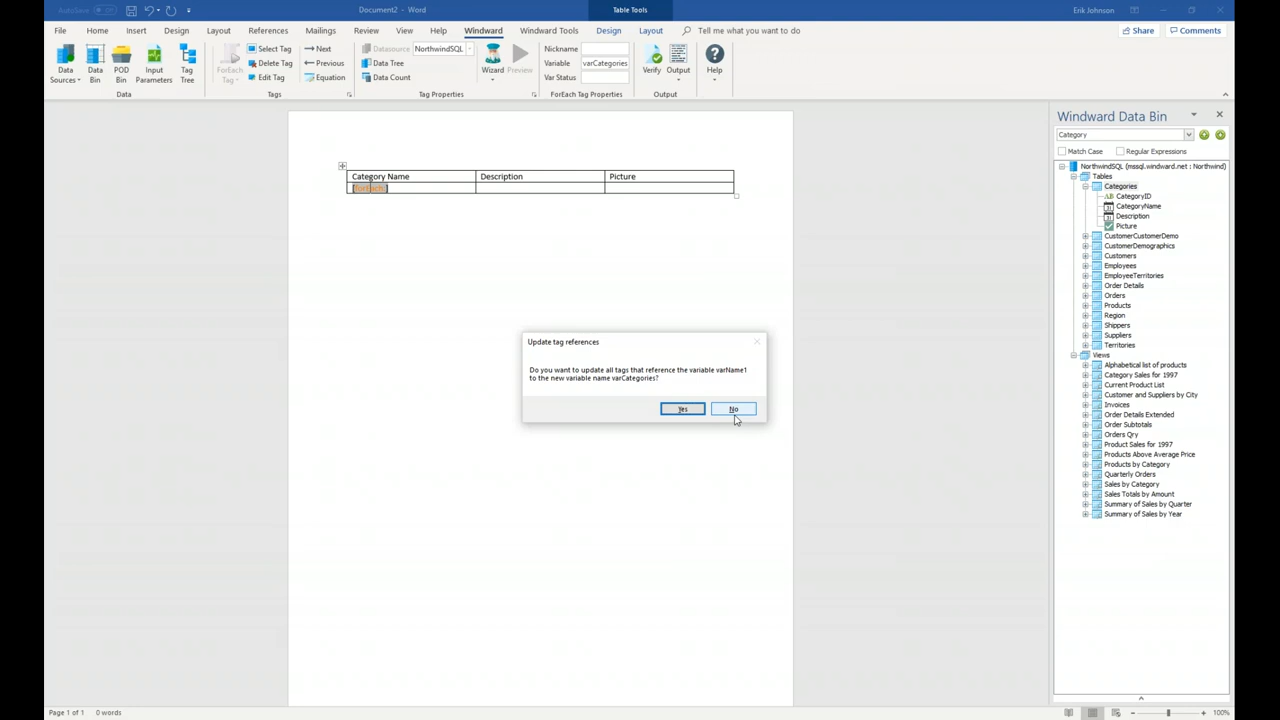 AutoSave Off
Document2 - Word
Table Tools
Erik Johnson
File Home Insert Design Layout References Mailings Review View Help Windward Windward Tools Design Layout Tell me what you want to do
Share Comments
Data Sources
Data Bin
POD Bin
Input Parameters
Tag Tree
ForEach Tag
Select Tag
Delete Tag
Edit Tag
Next
Previous
Equation
Datasource NorthwindSQL
Data Tree
Data Count
Wizard
Preview
Nickname
Variable varCategories
Var Status
Verify
Output
Help
Data
Tags
Tag Properties
ForEach Tag Properties
Output
Category Name Description Picture
[forEach:]
Update tag references
Do you want to update all tags that reference the variable varName1
to the new variable name varCategories?
Yes No
Windward Data Bin
Category
Match Case Regular Expressions
NorthwindSQL (mssql.windward.net : Northwind)
Tables
Categories
CategoryID
CategoryName
Description
Picture
CustomerCustomerDemo
CustomerDemographics
Customers
Employees
EmployeeTerritories
Order Details
Orders
Products
Region
Shippers
Suppliers
Territories
Views
Alphabetical list of products
Category Sales for 1997
Current Product List
Customer and Suppliers by City
Invoices
Order Details Extended
Order Subtotals
Orders Qry
Product Sales for 1997
Products Above Average Price
Products by Category
Quarterly Orders
Sales by Category
Sales Totals by Amount
Summary of Sales by Quarter
Summary of Sales by Year
Page 1 of 1 0 words
100%